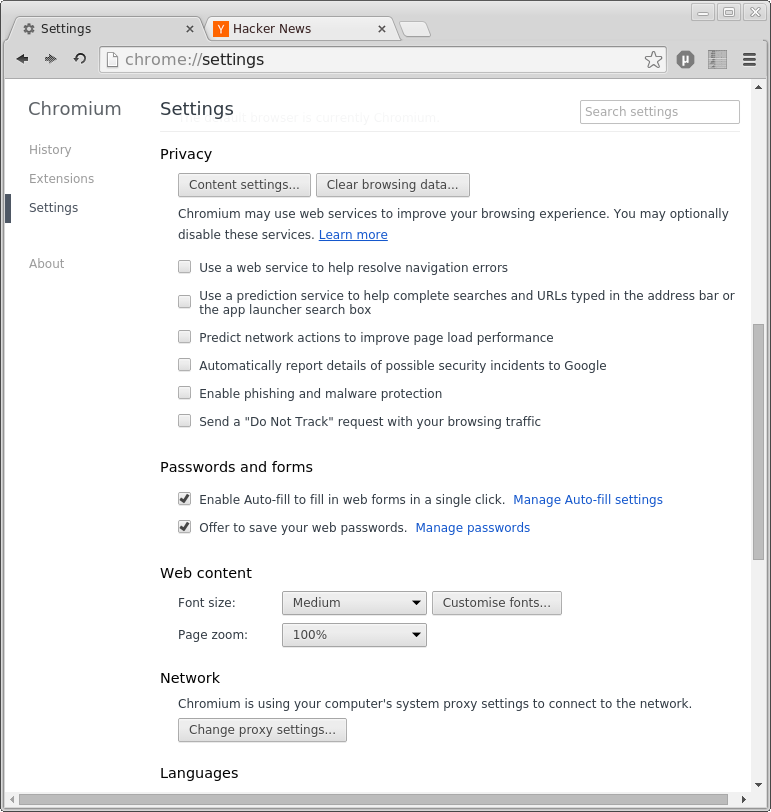 Settings
Y Hacker News
chrome://settings
Chromium
Settings
Search settings
The default browser is currently Chromium.
History
Extensions
Settings
About
Privacy
Content settings... Clear browsing data...
Chromium may use web services to improve your browsing experience. You may optionally
disable these services. Learn more
Use a web service to help resolve navigation errors
Use a prediction service to help complete searches and URLs typed in the address bar or
the app launcher search box
Predict network actions to improve page load performance
Automatically report details of possible security incidents to Google
Enable phishing and malware protection
Send a "Do Not Track" request with your browsing traffic
Passwords and forms
Enable Auto-fill to fill in web forms in a single click. Manage Auto-fill settings
Offer to save your web passwords. Manage passwords
Web content
Font size: Medium Customise fonts...
Page zoom: 100%
Network
Chromium is using your computer's system proxy settings to connect to the network.
Change proxy settings...
Languages